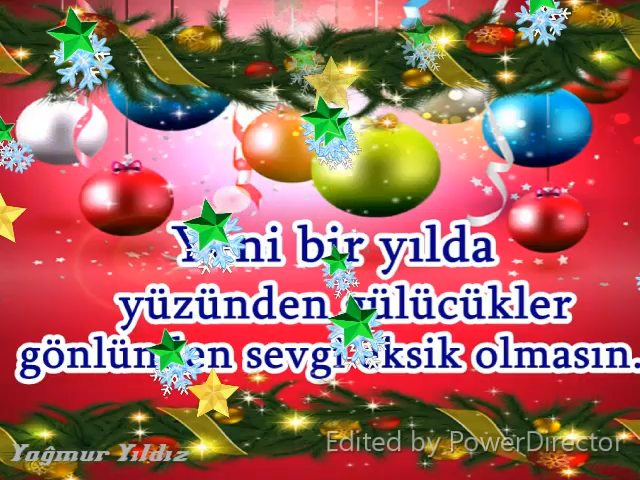 Yeni bir yılda
yüzünden gülücükler
gönlünden sevgi eksik olmasın.
Yağmur Yıldız
Edited by PowerDirector